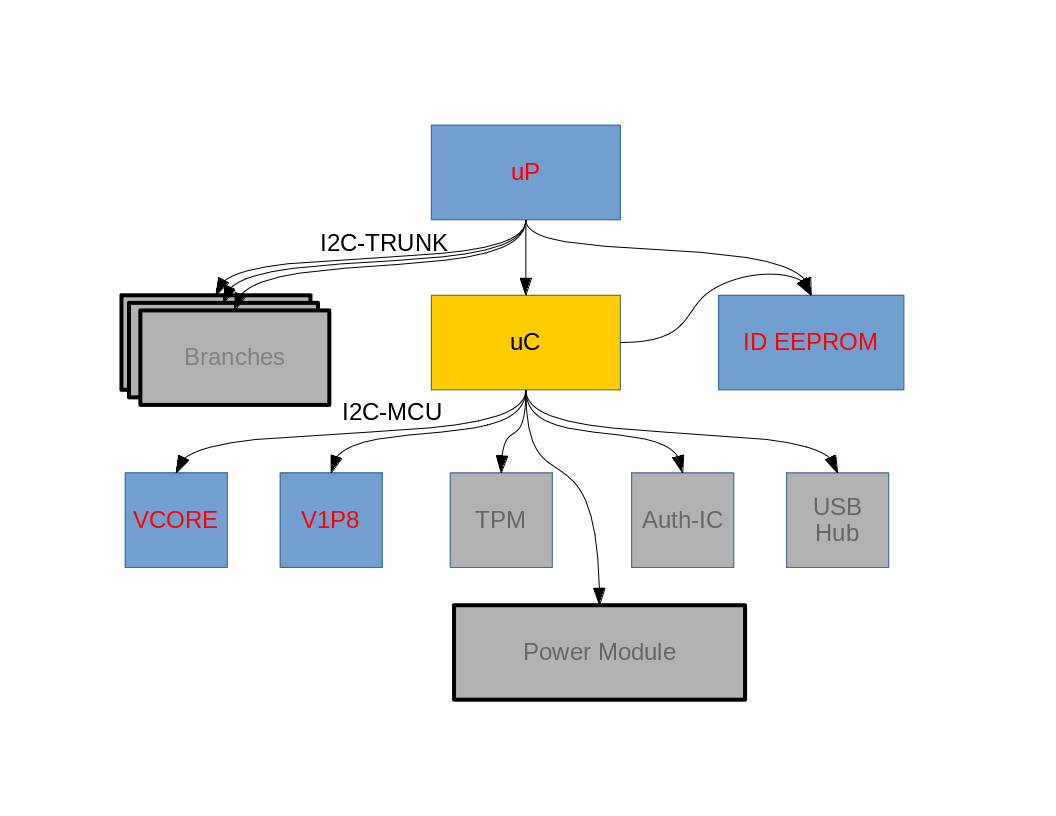 uP
I2C-TRUNK
Branches
uC
ID EEPROM
I2C-MCU
VCORE
V1P8
TPM
Auth-IC
USB
Hub
Power Module